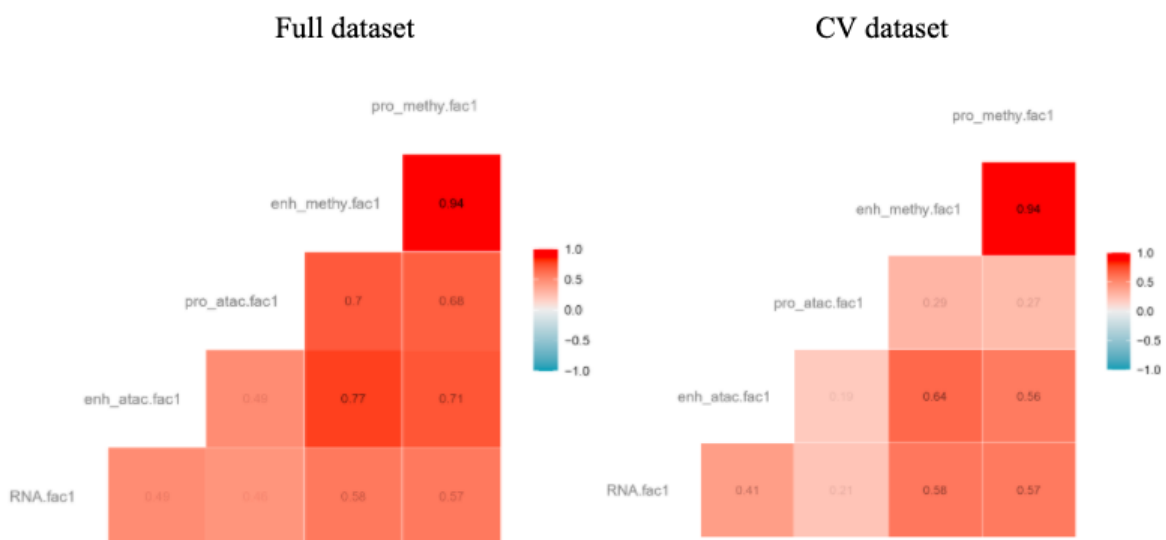 Full dataset
CV dataset
pro_methy.fac1
pro_methy.fac1
enh_methy.fac1
0.94
enh_methy.fac1
0.94
1.0
0.5
0.0
−0.5
−1.0
1.0
0.5
0.0
−0.5
−1.0
pro_atac.fac1
0.7
0.68
pro_atac.fac1
0.29
0.27
enh_atac.fac1
0.49
0.77
0.71
enh_atac.fac1
0.19
0.64
0.56
RNA.fac1
0.49
0.46
0.58
0.57
RNA.fac1
0.41
0.21
0.58
0.57